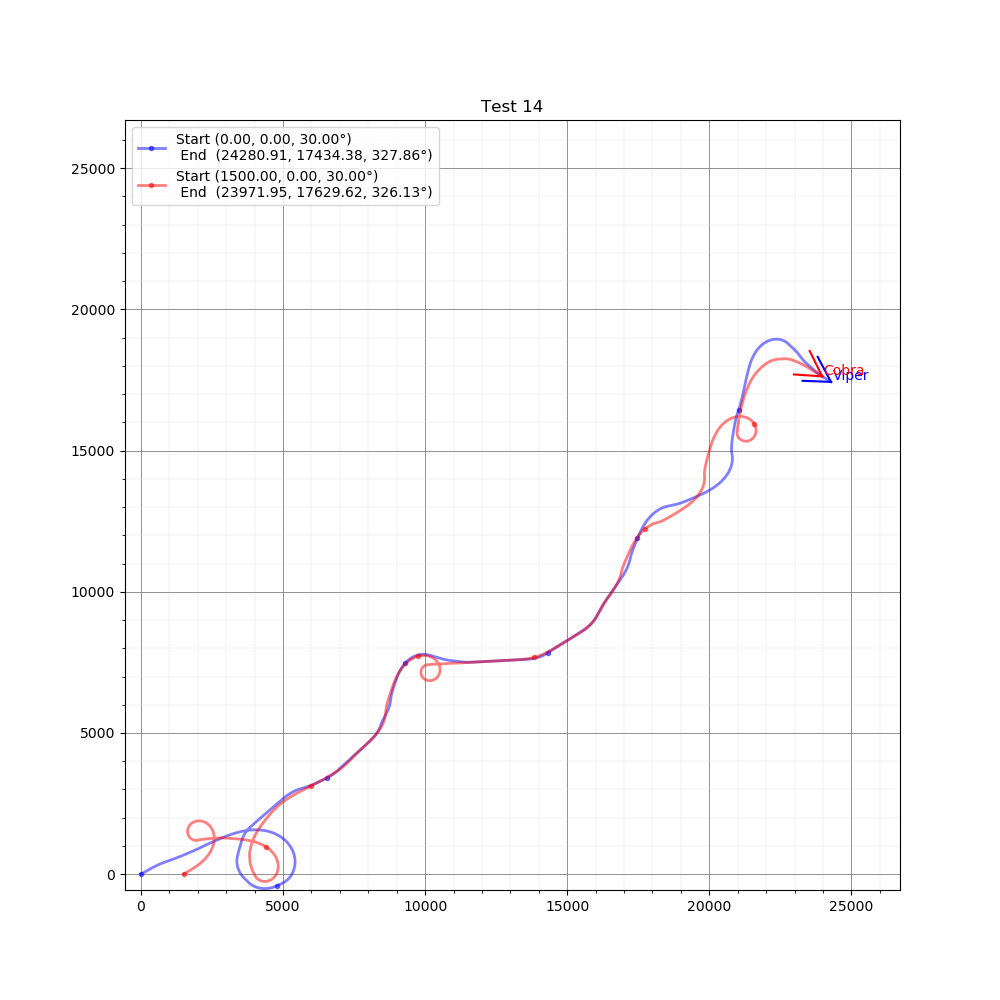 Test 14
Start (0.00, 0.00, 30.00°)
End  (24280.91, 17434.38, 327.86°)
Start (1500.00, 0.00, 30.00°)
End  (23971.95, 17629.62, 326.13°)
25000
20000
Cobra
Viper
15000
10000
5000
0
0 5000 10000 15000 20000 25000